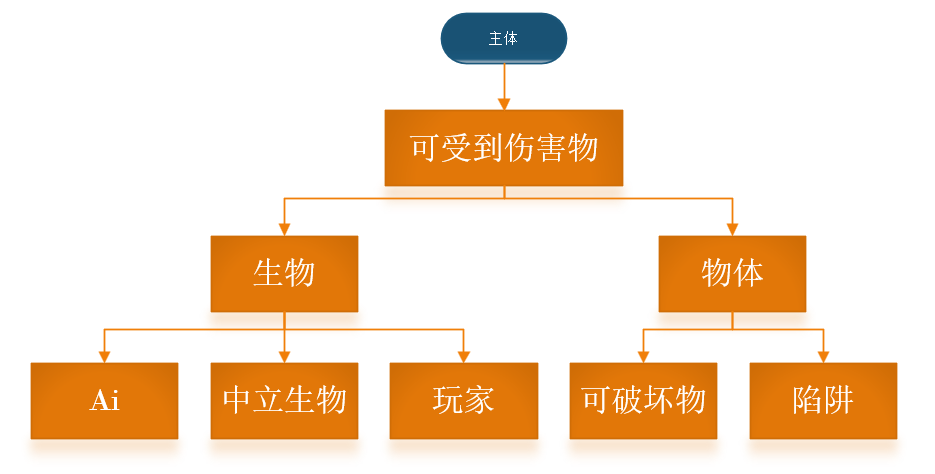 主体
可受到伤害物
生物
物体
Ai
中立生物
玩家
可破坏物
陷阱